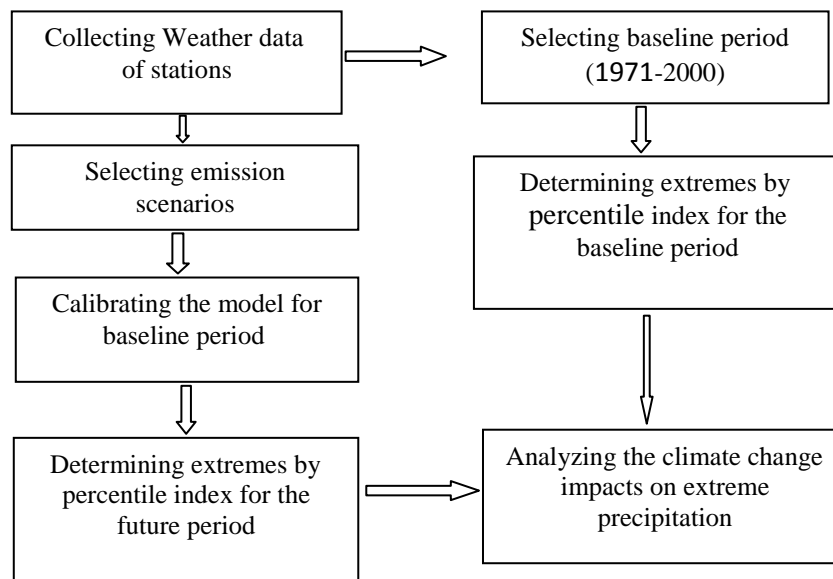 Collecting Weather data
of stations
Selecting baseline period
(1971-2000)
Selecting emission
scenarios
Determining extremes by
percentile index for the
baseline period
Calibrating the model for
baseline period
Determining extremes by
percentile index for the
future period
Analyzing the climate change
impacts on extreme
precipitation